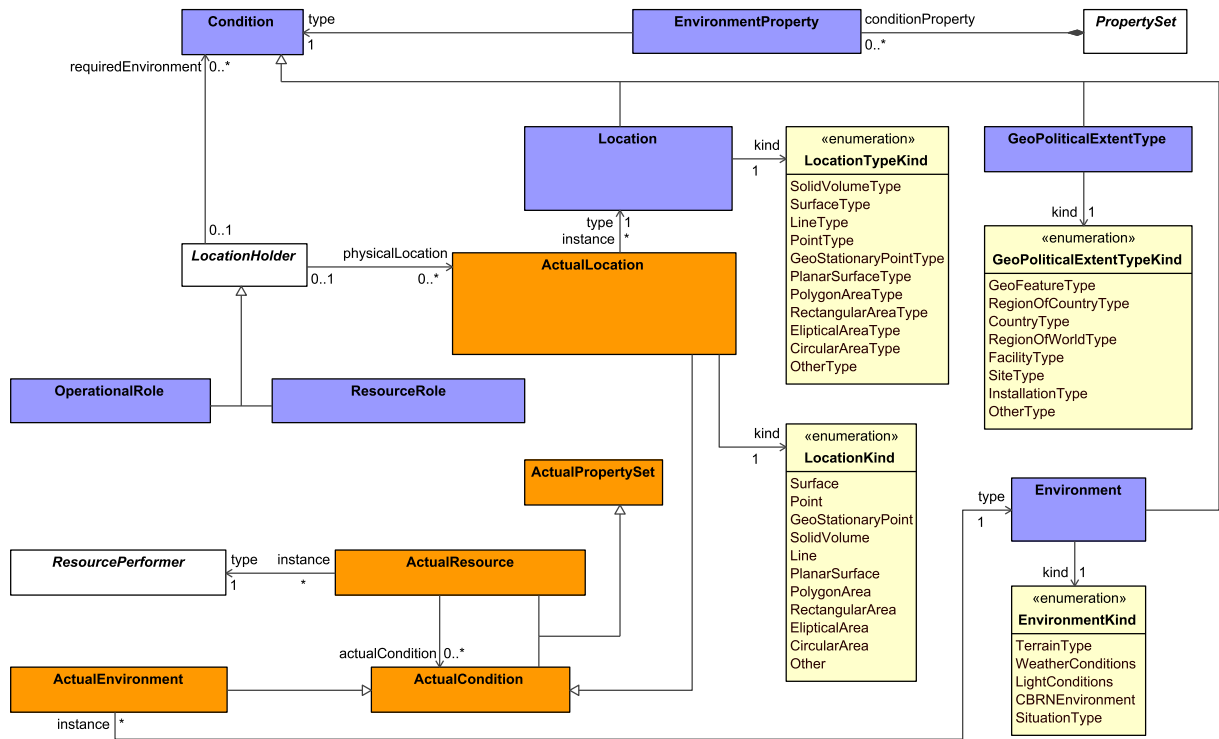 Condition
type
1
EnvironmentProperty
conditionProperty
0..*
PropertySet
requiredEnvironment
0..*
Location
kind
1
«enumeration»
LocationTypeKind
SolidVolumeType
SurfaceType
LineType
PointType
GeoStationaryPointType
PlanarSurfaceType
PolygonAreaType
RectangularAreaType
ElipticalAreaType
CircularAreaType
OtherType
GeoPoliticalExtentType
kind
1
«enumeration»
GeoPoliticalExtentTypeKind
GeoFeatureType
RegionOfCountryType
CountryType
RegionOfWorldType
FacilityType
SiteType
InstallationType
OtherType
type
1
instance
*
0..1
LocationHolder
physicalLocation
0..1
0..*
ActualLocation
OperationalRole
ResourceRole
kind
1
«enumeration»
LocationKind
Surface
Point
GeoStationaryPoint
SolidVolume
Line
PlanarSurface
PolygonArea
RectangularArea
ElipticalArea
CircularArea
Other
ActualPropertySet
type
1
Environment
kind
1
«enumeration»
EnvironmentKind
TerrainType
WeatherConditions
LightConditions
CBRNEnvironment
SituationType
ResourcePerformer
type
1
instance
*
ActualResource
actualCondition
0..*
ActualEnvironment
ActualCondition
instance
*